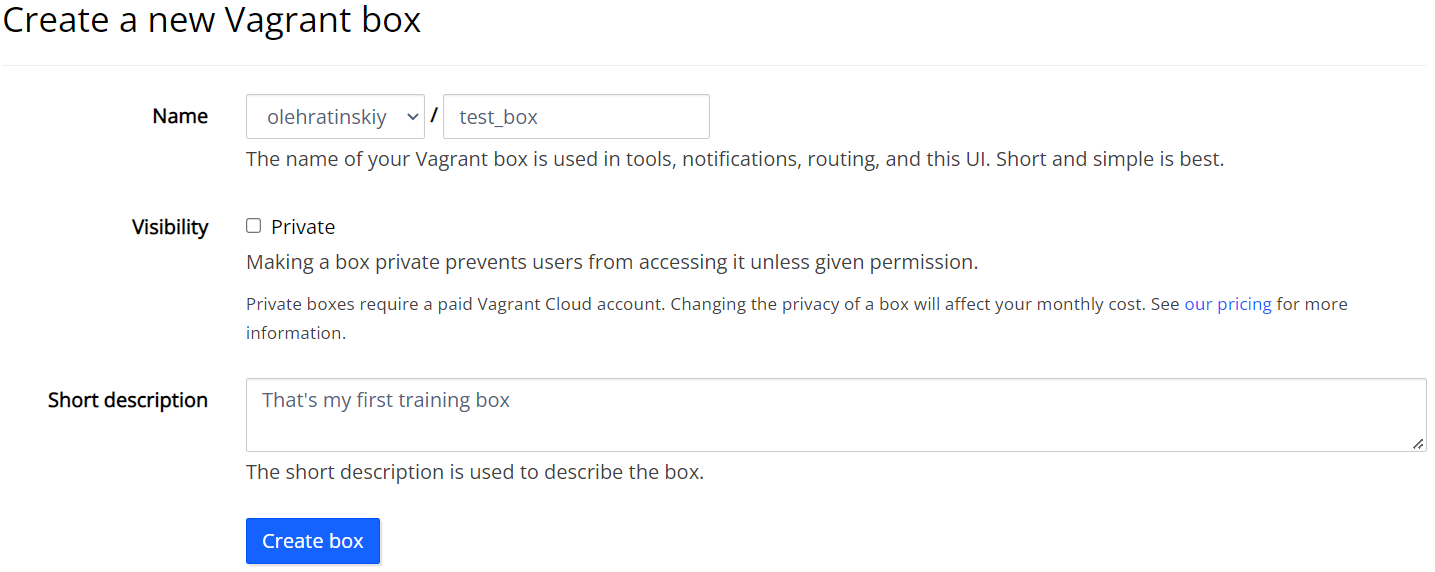 Create a new Vagrant box
Name olehratinskiy / test_box
The name of your Vagrant box is used in tools, notifications, routing, and this UI. Short and simple is best.
Visibility Private
Making a box private prevents users from accessing it unless given permission.
Private boxes require a paid Vagrant Cloud account. Changing the privacy of a box will affect your monthly cost. See our pricing for more
information.
Short description That's my first training box
The short description is used to describe the box.
Create box